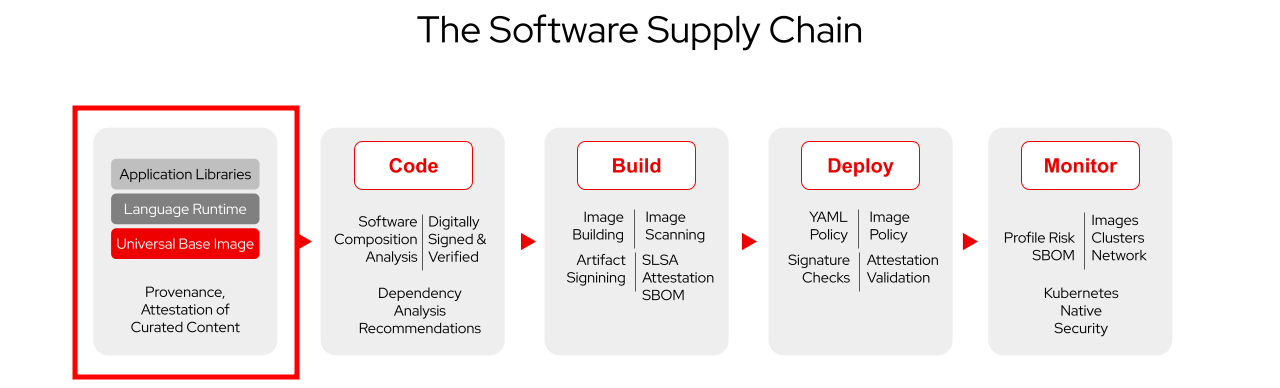 The Software Supply Chain
Application Libraries
Language Runtime
Universal Base Image
Provenance,
Attestation of
Curated Content
Code
Software
Composition
Analysis
Digitally
Signed &
Verified
Dependency
Analysis
Recommendations
Build
Image
Building
Image
Scanning
Artifact
Signining
SLSA
Attestation
SBOM
Deploy
YAML
Policy
Image
Policy
Signature
Checks
Attestation
Validation
Monitor
Profile Risk
SBOM
Images
Clusters
Network
Kubernetes
Native
Security